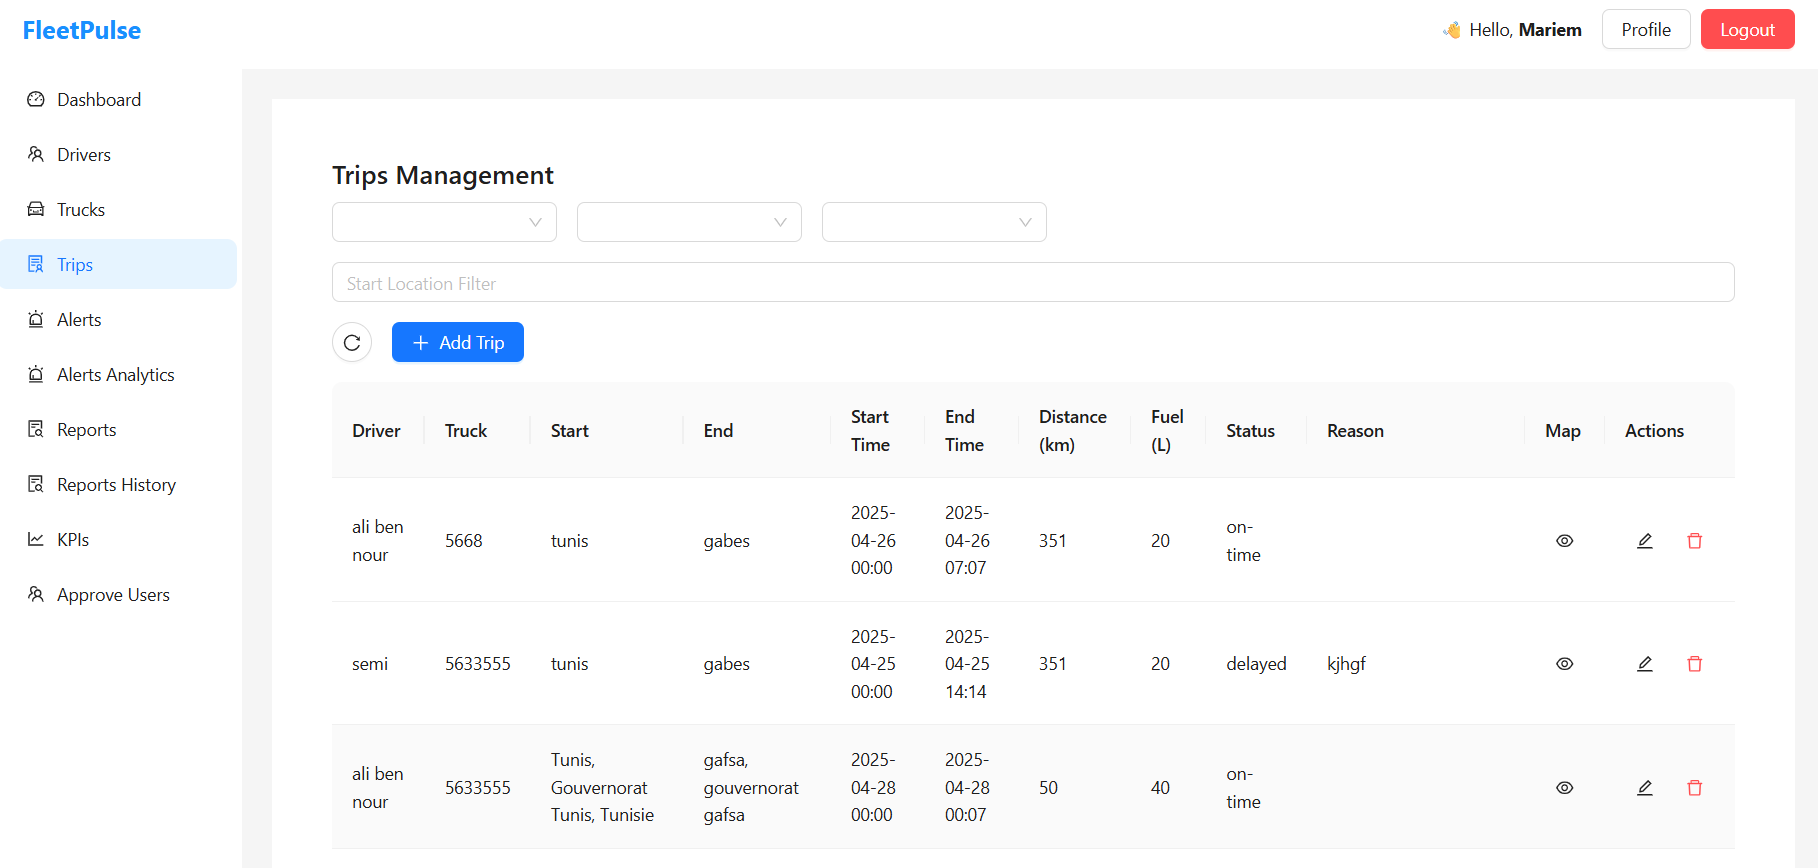 FleetPulse
👋 Hello, Mariem
Profile
Logout
Dashboard
Drivers
Trucks
Trips
Alerts
Alerts Analytics
Reports
Reports History
KPIs
Approve Users
Trips Management
Start Location Filter
+ Add Trip
Driver
Truck
Start
End
Start
Time
End
Time
Distance
(km)
Fuel
(L)
Status
Reason
Map
Actions
ali ben
nour
5668
tunis
gabes
2025-
04-26
00:00
2025-
04-26
07:07
351
20
on-
time
semi
5633555
tunis
gabes
2025-
04-25
00:00
2025-
04-25
14:14
351
20
delayed
kjhgf
ali ben
nour
5633555
Tunis,
Gouvernorat
Tunis, Tunisie
gafsa,
gouvernorat
gafsa
2025-
04-28
00:00
2025-
04-28
00:07
50
40
on-
time